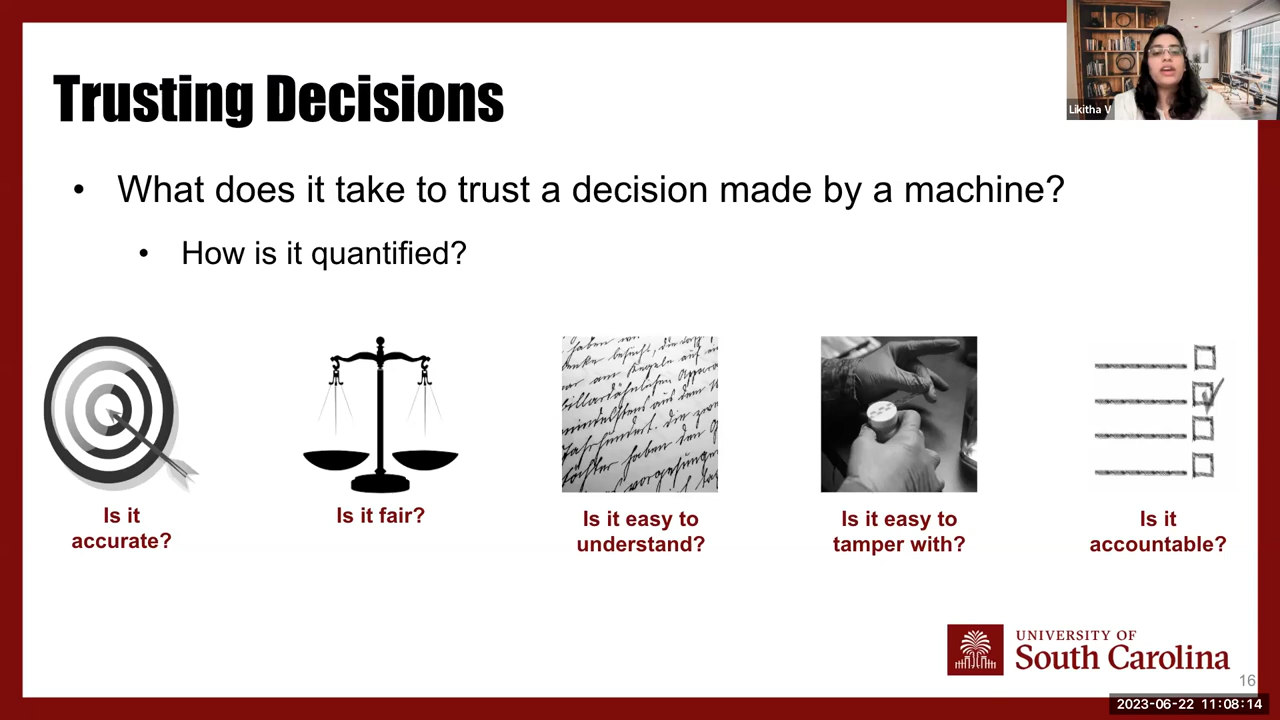 Trusting Decisions
Likitha V
• What does it take to trust a decision made by a machine?
• How is it quantified?
Is it
accurate?
Is it fair?
Is it easy to
understand?
Is it easy to
tamper with?
Is it
accountable?
UNIVERSITY OF
South Carolina
16
2023-06-22 11:08:14